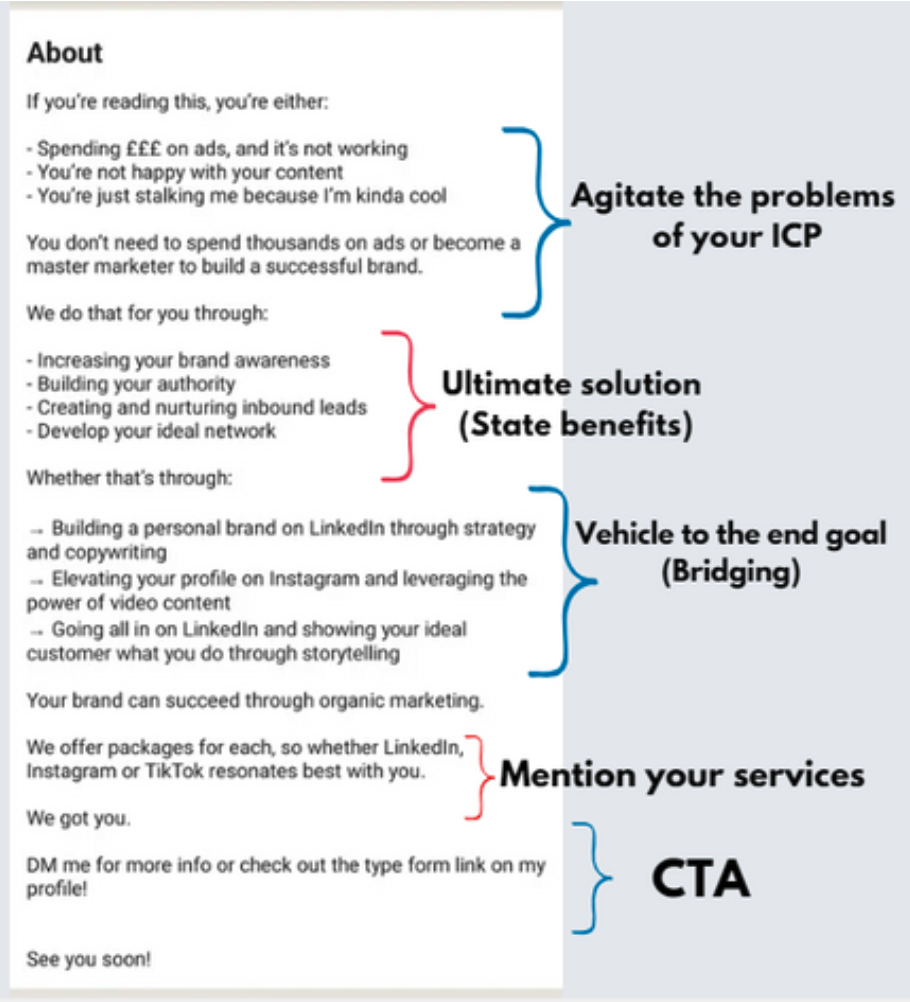 About
If you're reading this, you're either:
- Spending £££ on ads, and it's not working
- You're not happy with your content
- You're just stalking me because I'm kinda cool
You don't need to spend thousands on ads or become a
master marketer to build a successful brand.
Agitate the problems
of your ICP
We do that for you through:
- Increasing your brand awareness
- Building your authority
- Creating and nurturing inbound leads
- Develop your ideal network
Ultimate solution
(State benefits)
Whether that's through:
→ Building a personal brand on LinkedIn through strategy
and copywriting
→ Elevating your profile on Instagram and leveraging the
power of video content
→ Going all in on LinkedIn and showing your ideal
customer what you do through storytelling
Vehicle to the end goal
(Bridging)
Your brand can succeed through organic marketing.
We offer packages for each, so whether LinkedIn,
Instagram or TikTok resonates best with you.
Mention your services
We got you.
DM me for more info or check out the type form link on my
profile!
CTA
See you soon!